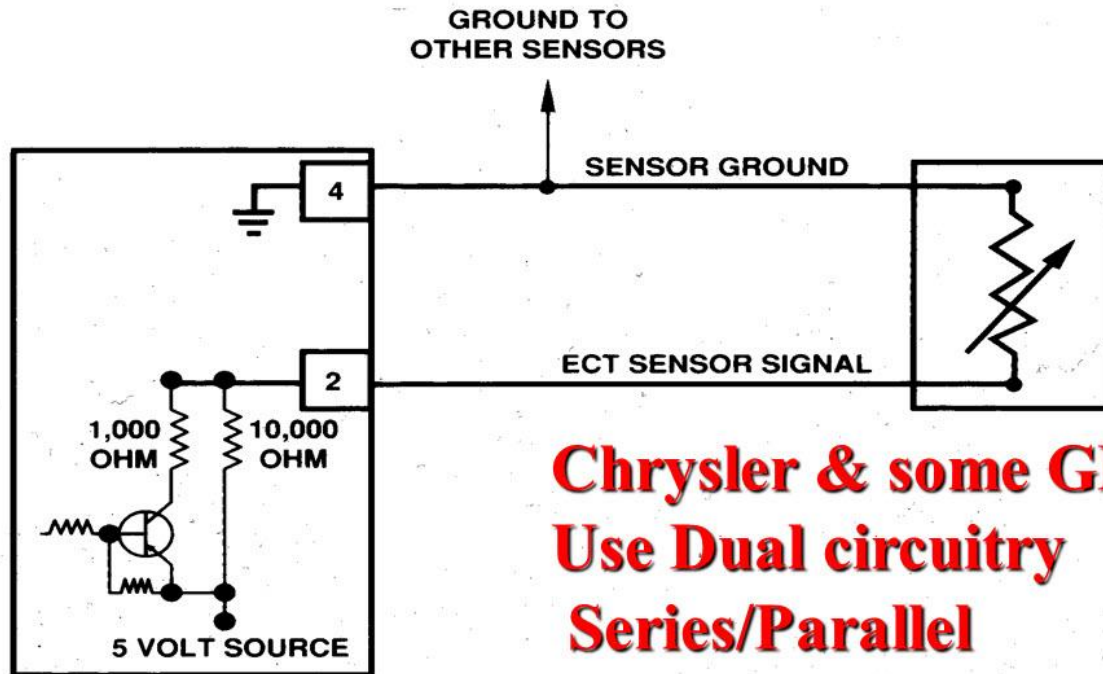 GROUND TO
OTHER SENSORS
SENSOR GROUND
4
ECT SENSOR SIGNAL
2
1,000
OHM
10,000
OHM
5 VOLT SOURCE
Chrysler & some
Use Dual circuitry
Series/Parallel